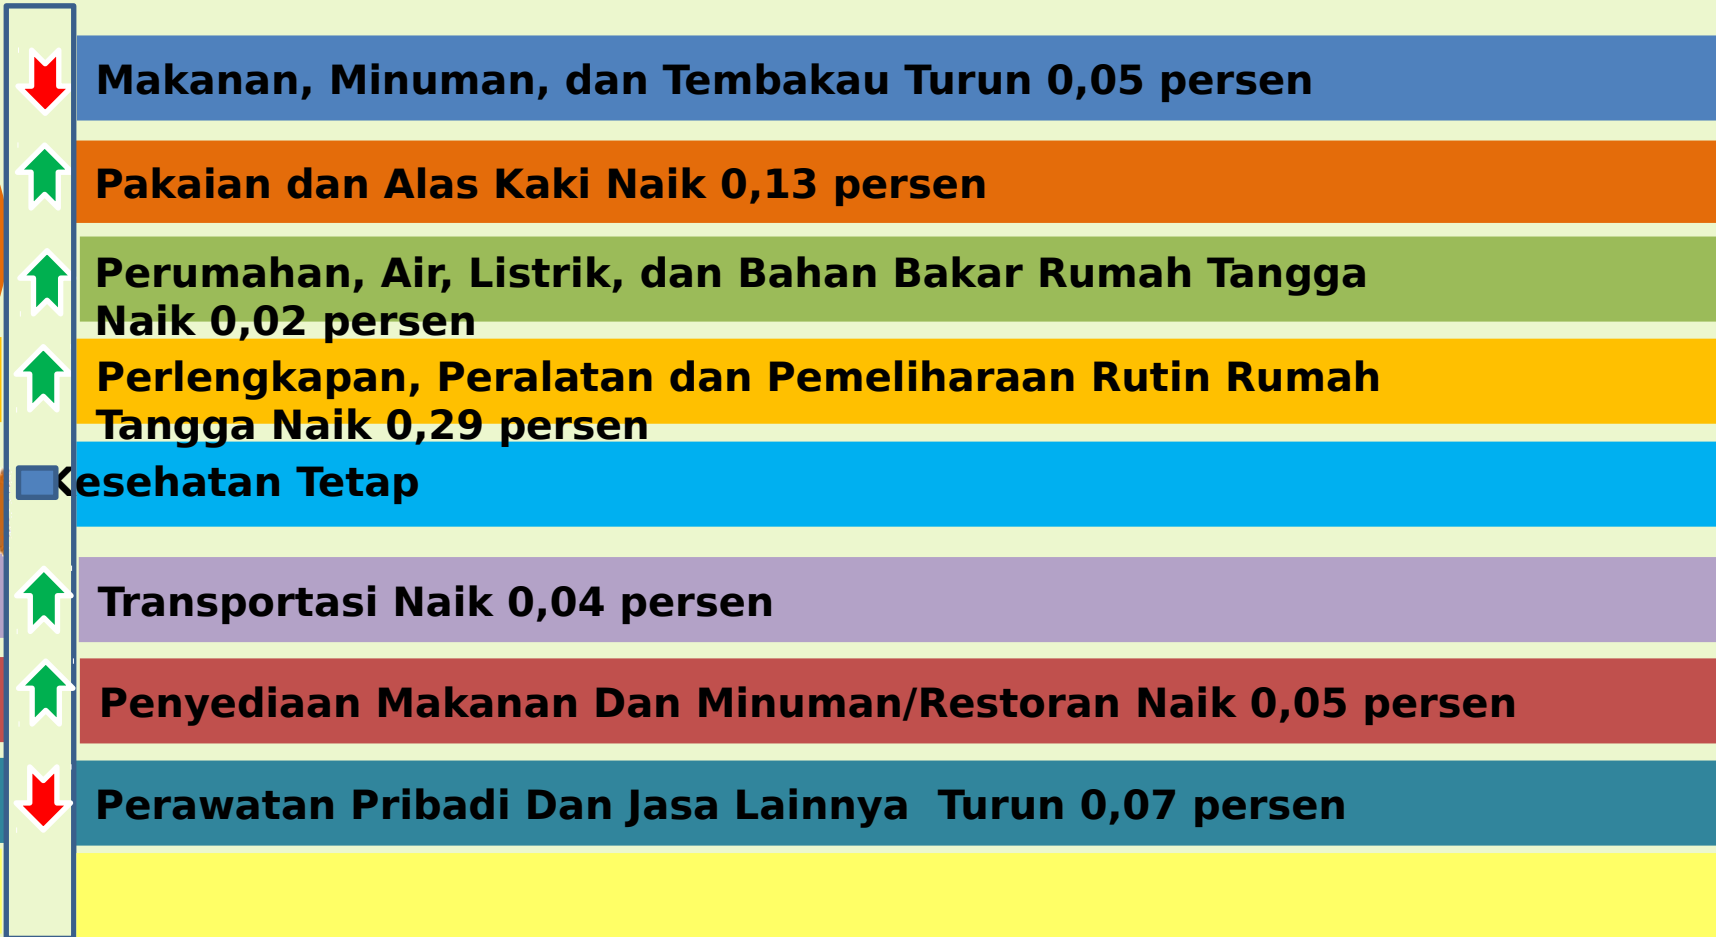 Makanan, Minuman, dan Tembakau Turun 0,05 persen
Pakaian dan Alas Kaki Naik 0,13 persen
Perumahan, Air, Listrik, dan Bahan Bakar Rumah Tangga
Naik 0,02 persen
Perlengkapan, Peralatan dan Pemeliharaan Rutin Rumah
Tangga Naik 0,29 persen
Kesehatan Tetap
Transportasi Naik 0,04 persen
Penyediaan Makanan Dan Minuman/Restoran Naik 0,05 persen
Perawatan Pribadi Dan Jasa Lainnya  Turun 0,07 persen